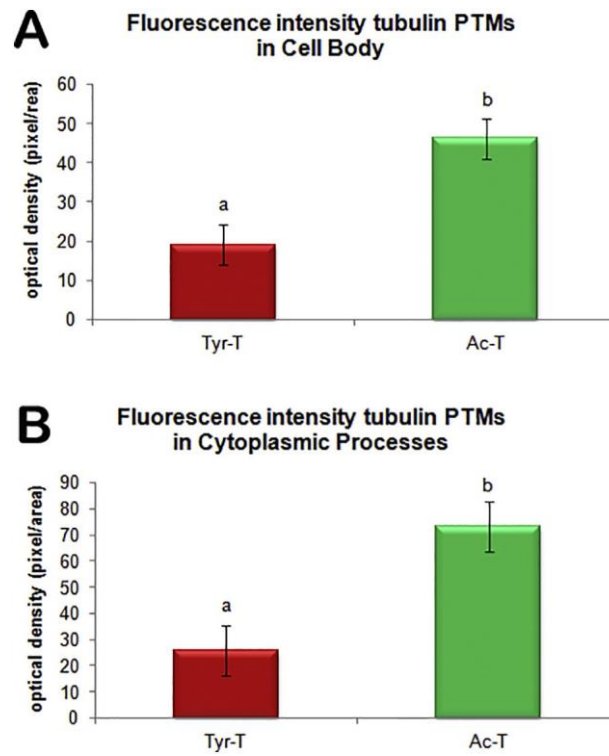 A
Fluorescence intensity tubulin PTMs
in Cell Body
optical density (pixel/rea)
60
50
40
30
20
10
0
a
b
Tyr-T
Ac-T
B
Fluorescence intensity tubulin PTMs
in Cytoplasmic Processes
optical density (pixel/area)
90
80
70
60
50
40
30
20
10
0
a
b
Tyr-T
Ac-T